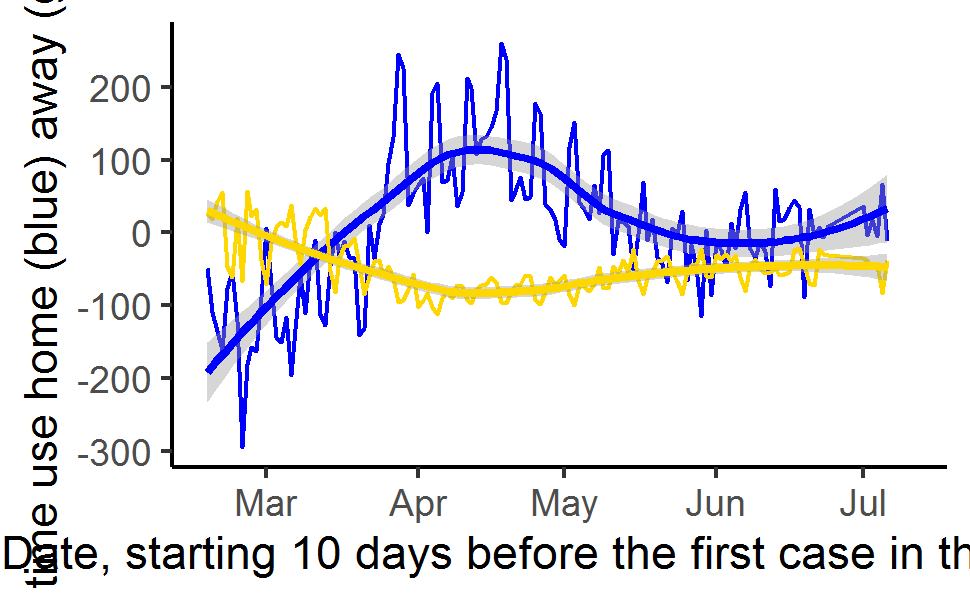 time use home (blue) away (
200
100
0
-100
-200
-300
Mar Apr May Jun Jul
Date, starting 10 days before the first case in th